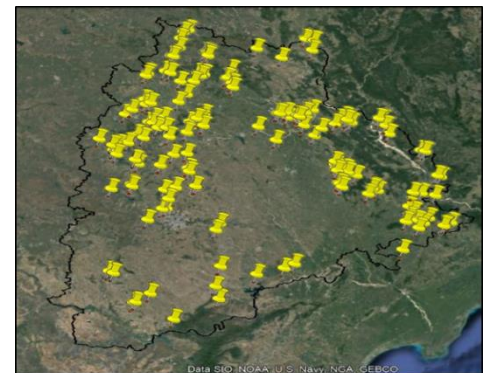 Data SIO, NOAA, U.S. Navy, NGA, GEBCO